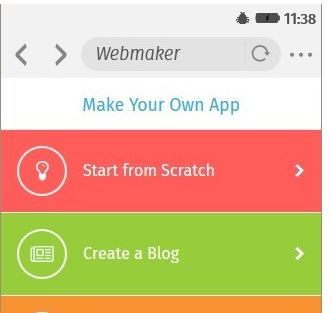 11:38
Webmaker
Make Your Own App
Start from Scratch
Create a Blog